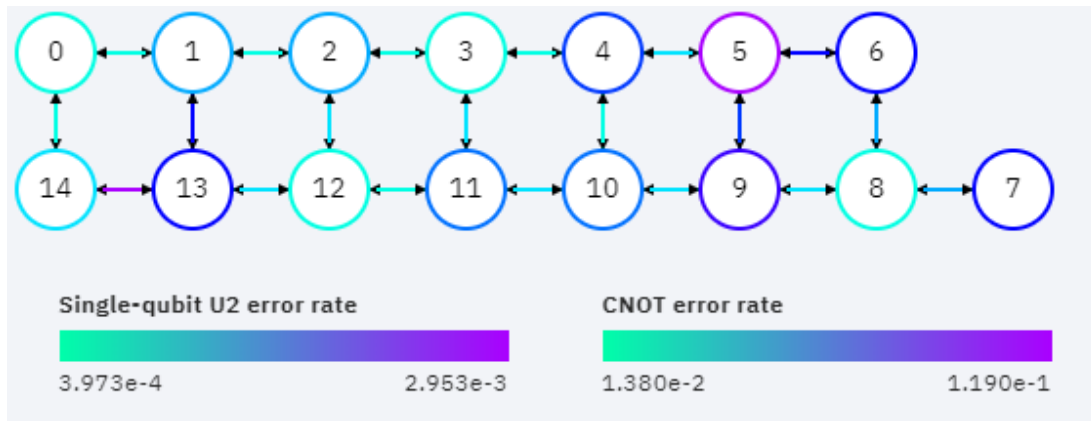 0 1 2 3 4 5 6
14 13 12 11 10 9 8 7
Single-qubit U2 error rate
3.973e-4 2.953e-3
CNOT error rate
1.380e-2 1.190e-1